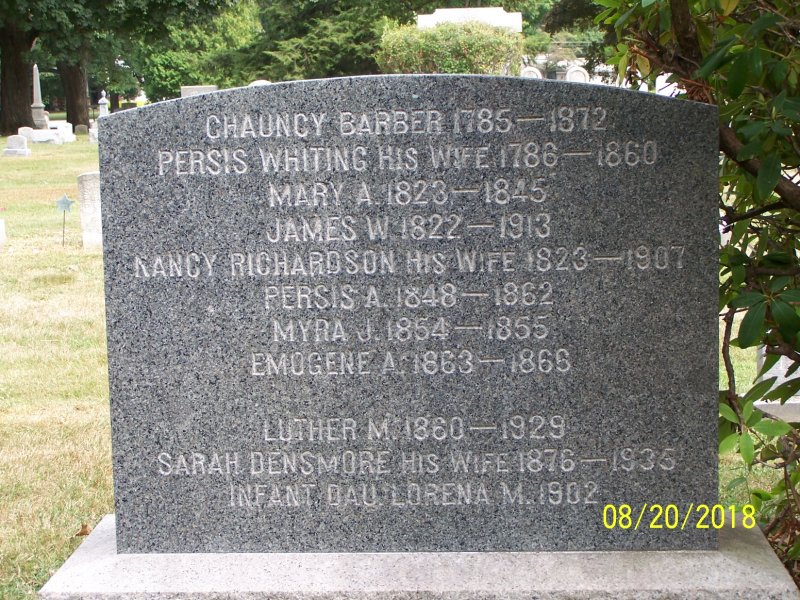 CHAUNCY BARBER 1785—1872
PERSIS WHITING HIS WIFE 1786—1860
MARY A. 1823—1845
JAMES W. 1822—1913
NANCY RICHARDSON HIS WIFE 1823—1907
PERSIS A. 1848—1862
MYRA J. 1854—1855
EMOGENE A. 1863—1866
LUTHER M. 1860—1929
SARAH DENSMORE HIS WIFE 1876—1935
INFANT DAU. LORENA M. 1902
08/20/2018